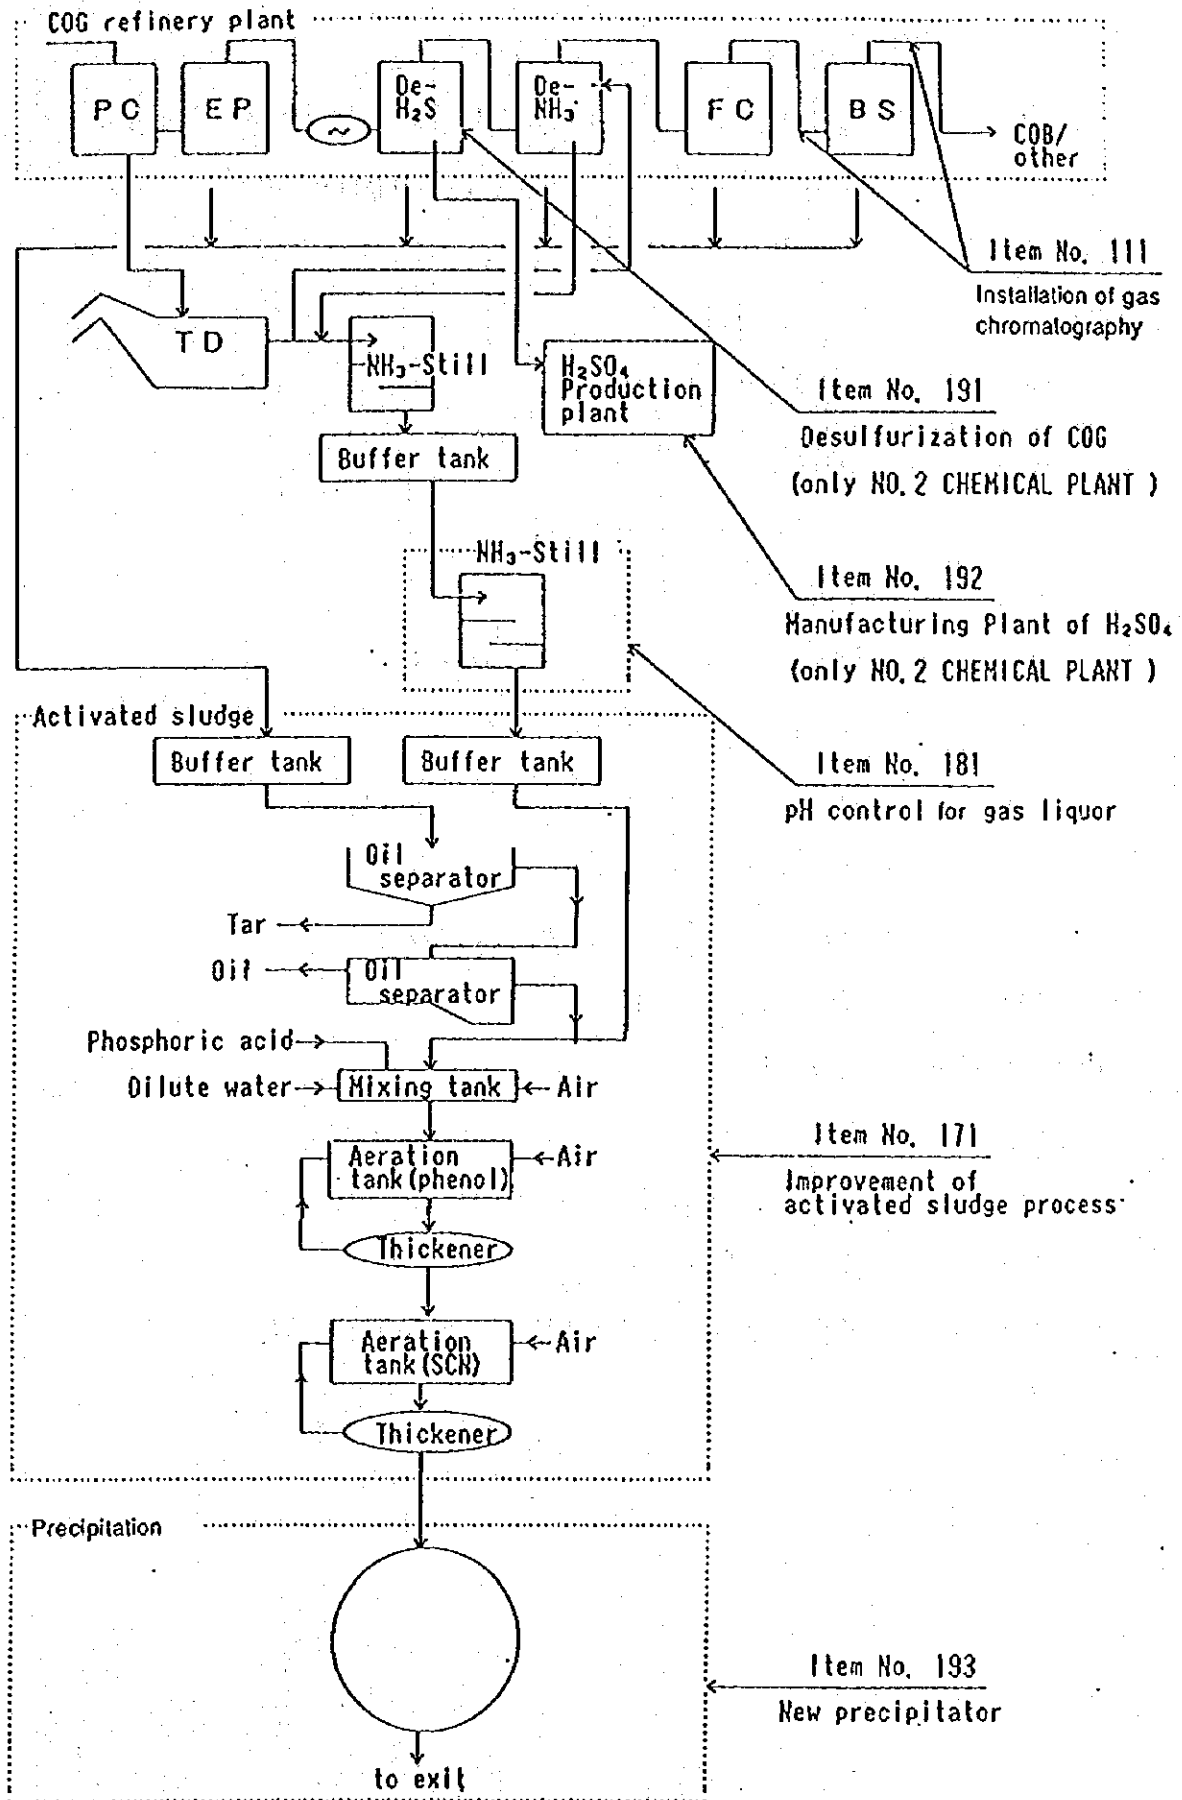 COG refinery plant
PC
EP
~
De-
H₂S
De-
NH₃
FC
BS
COB/
other
Item No. 111
Installation of gas
chromatography
TD
NH₃-Still
H₂SO₄
Production
plant
Item No. 191
Desulfurization of COG
(only NO. 2 CHEMICAL PLANT )
Buffer tank
NH₃-Still
Item No. 192
Manufacturing Plant of H₂SO₄
(only NO. 2 CHEMICAL PLANT )
Activated sludge
Buffer tank
Buffer tank
Item No. 181
pH control for gas liquor
Oil
separator
Tar
Oil
Oil
separator
Phosphoric acid
Dilute water
Mixing tank
Air
Aeration
tank(phenol)
Air
Item No. 171
Improvement of
activated sludge process
Thickener
Aeration
tank(SCN)
Air
Thickener
Precipitation
Item No. 193
New precipitator
to exit